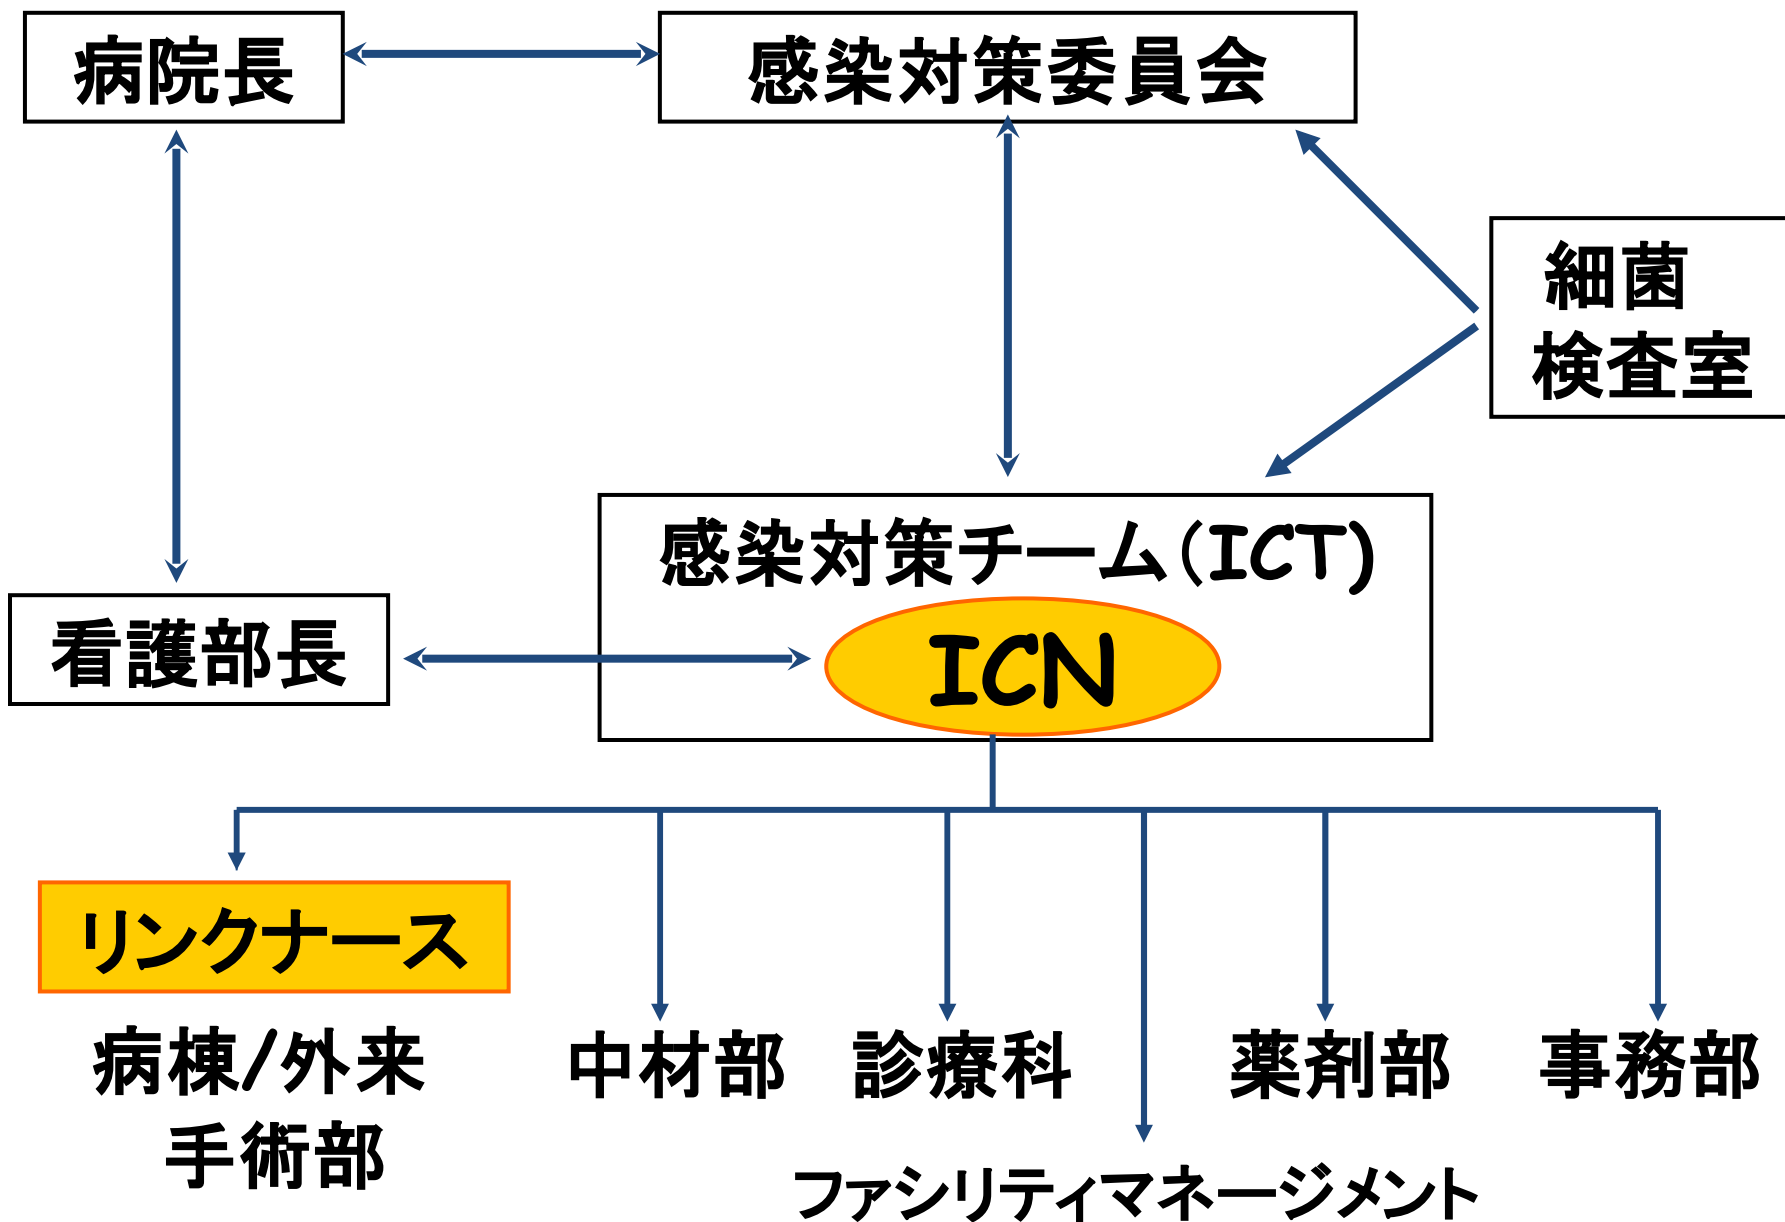 病院長
感染対策委員会
細菌
検査室
感染対策チーム(ICT)
ICN
看護部長
リンクナース
病棟/外来
手術部
中材部
診療科
薬剤部
事務部
ファシリティマネージメント